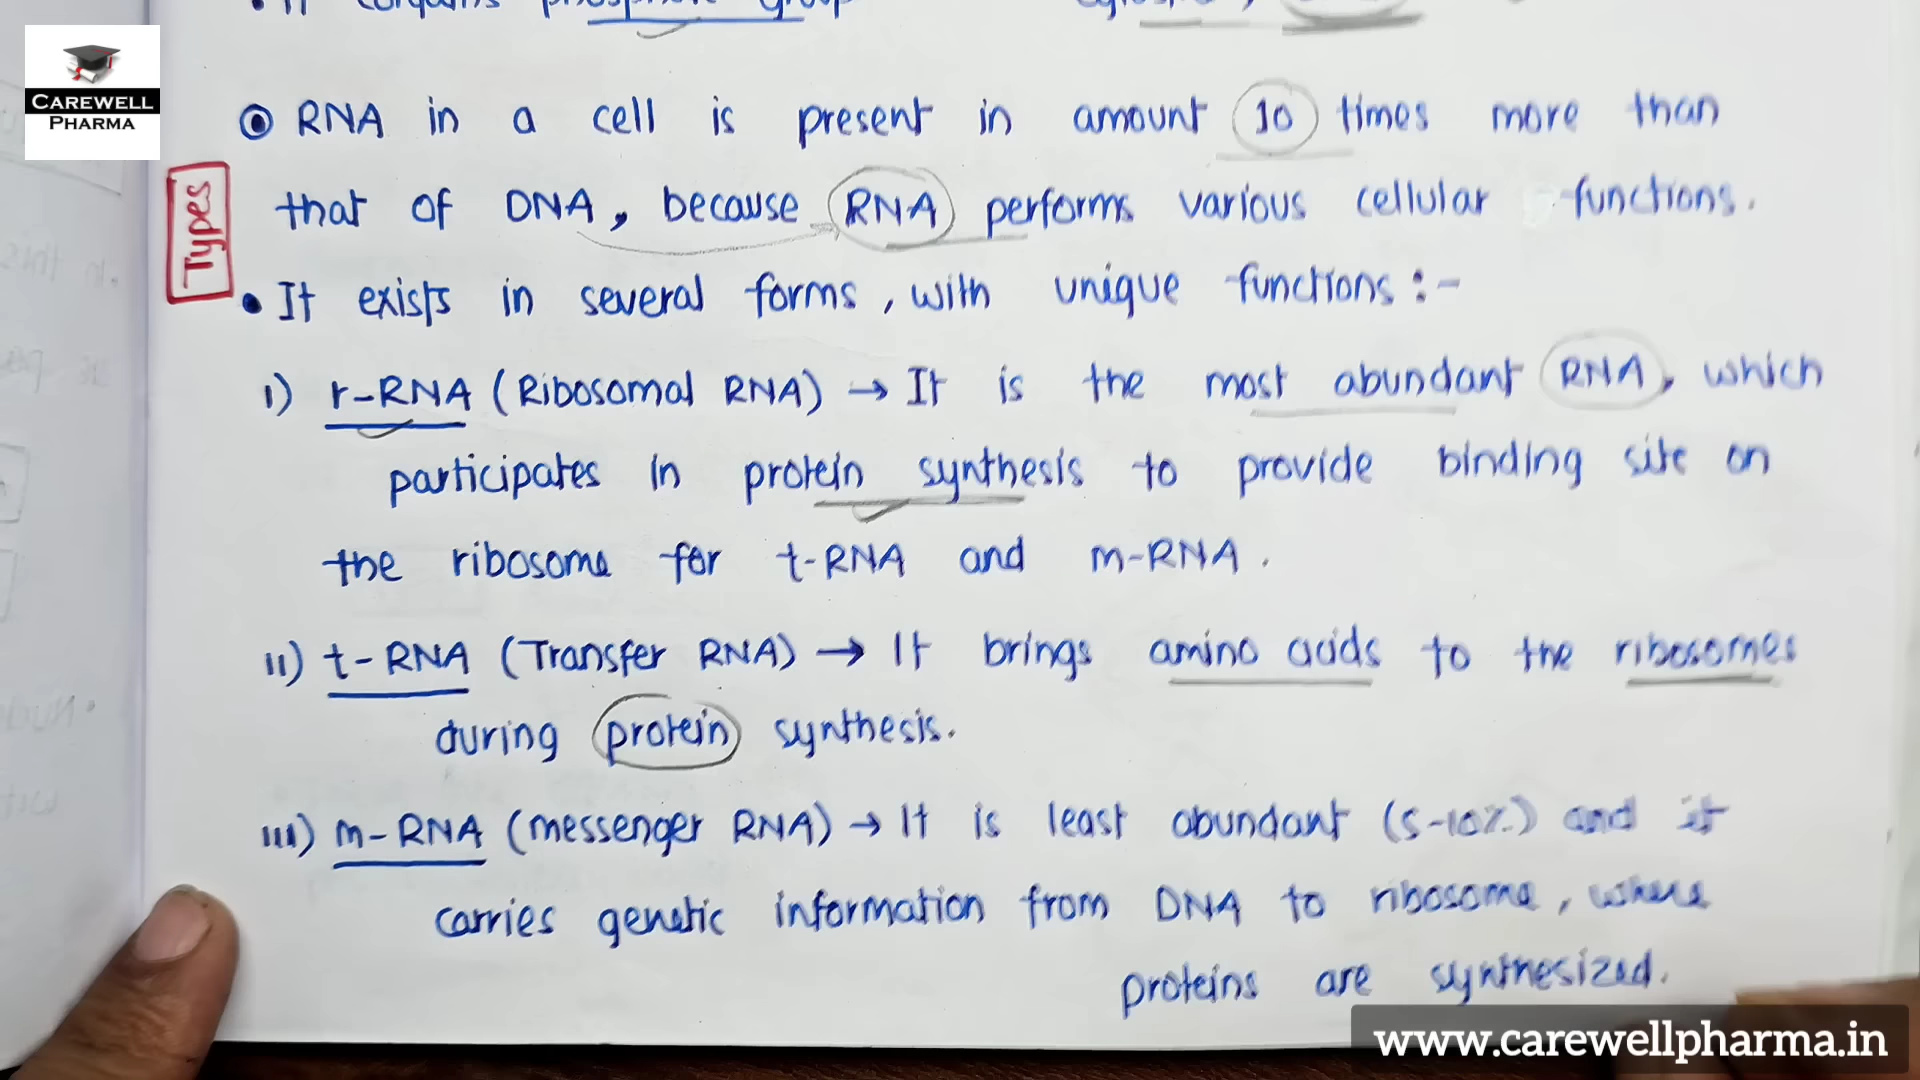 CAREWELL
PHARMA
• It contains phosphate group
RNA in a cell is present in amount 10 times more than
that of DNA, because RNA performs various cellular functions.
Types
• It exists in several forms, with unique functions :-
i) r-RNA (Ribosomal RNA) → It is the most abundant RNA, which
participates in protein synthesis to provide binding site on
the ribosome for t-RNA and m-RNA.
ii) t-RNA (Transfer RNA) → It brings amino acids to the ribosomes
during protein synthesis.
iii) m-RNA (messenger RNA) → It is least abundant (5-10%) and it
carries genetic information from DNA to ribosome, where
proteins are synthesized.
www.carewellpharma.in